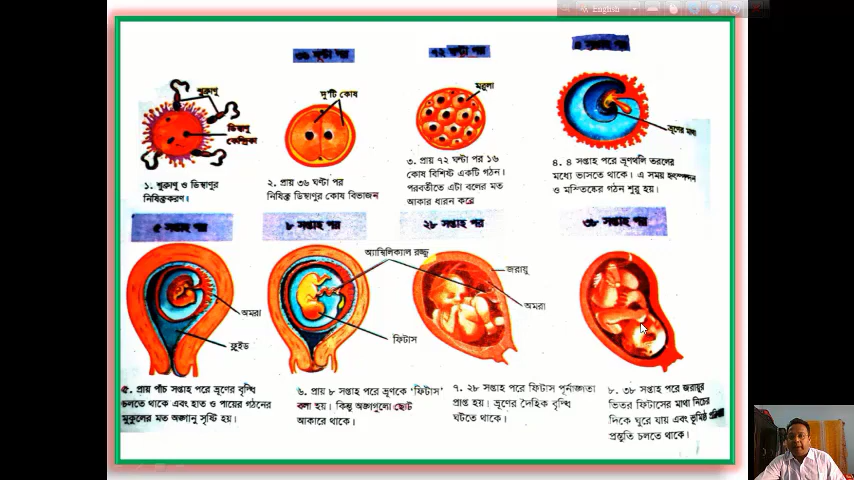 English
৩৬ ঘণ্টা পর
৭২ ঘণ্টা পর
৪ সপ্তাহ পর
শুক্রাণু
ডিম্বাণু
দু'টি কোষ
মরুলা
১. শুক্রাণু ও ডিম্বাণুর
নিষিক্তকরণ।
২. প্রায় ৩৬ ঘণ্টা পর
নিষিক্ত ডিম্বাণুর কোষ বিভাজন
৩. প্রায় ৭২ ঘণ্টা পর ১৬
কোষ বিশিষ্ট একটি গঠন।
পরবর্তীতে এটা বলের মত
আকার ধারন করে
৪. ৪ সপ্তাহ পরে ভ্রূণথলি তরলের
মধ্যে ভাসতে থাকে। এ সময় হৃৎস্পন্দন
ও মস্তিষ্কের গঠন শুরু হয়।
৫ সপ্তাহ পর
৮ সপ্তাহ পর
২৮ সপ্তাহ পর
৩৮ সপ্তাহ পর
অমরা
ফ্লুইড
অ্যাম্বিলিক্যাল রজ্জু
ফিটাস
জরায়ু
অমরা
৫. প্রায় পাঁচ সপ্তাহ পরে ভ্রূণের বৃদ্ধি
চলতে থাকে এবং হাত ও পায়ের গঠনের
মুকুলের মত অঙ্গানু সৃষ্টি হয়।
৬. প্রায় ৮ সপ্তাহ পরে ভ্রূণকে 'ফিটাস'
বলা হয়। কিন্তু অঙ্গগুলো ছোট
আকারে থাকে।
৭. ২৮ সপ্তাহ পরে ফিটাস পূর্নাঙ্গতা
প্রাপ্ত হয়। ভ্রূণের দৈহিক বৃদ্ধি
ঘটতে থাকে।
৮. ৩৮ সপ্তাহ পরে জরায়ুর
ভিতর ফিটাসের মাথা নিচের
দিকে ঘুরে যায় এবং ভূমিষ্ঠ
প্রস্তুতি চলতে থাকে।